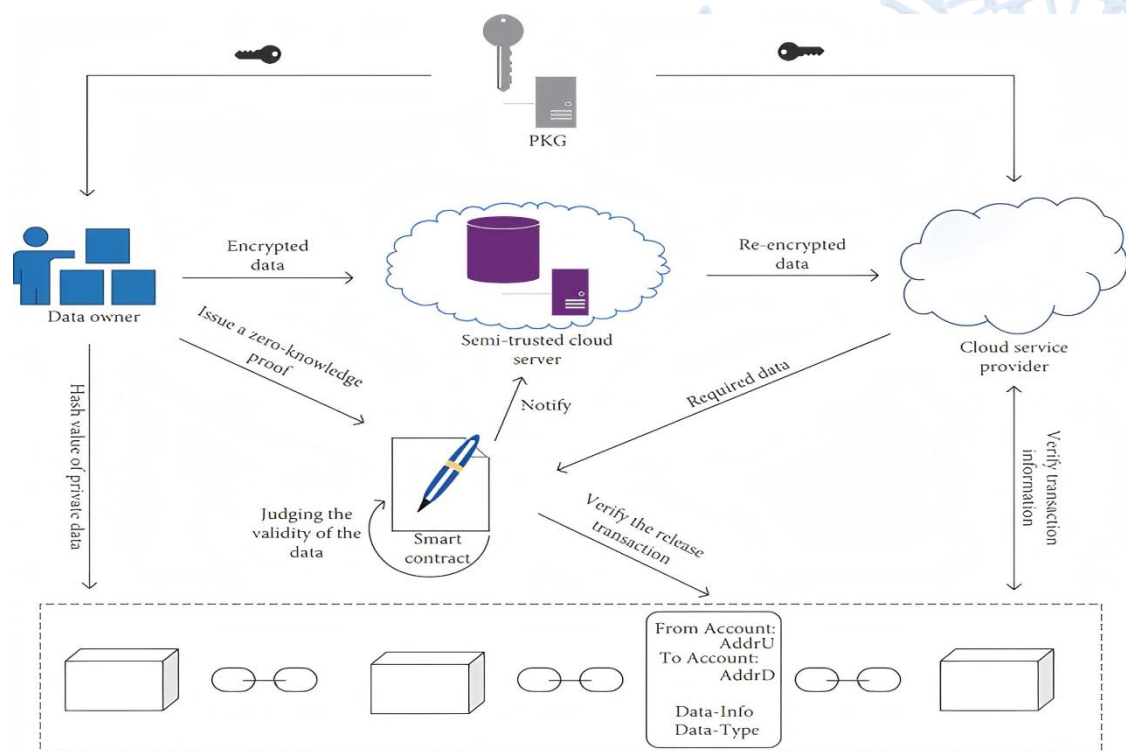 PKG
Encrypted
data
Re-encrypted
data
Data owner
Semi-trusted cloud
server
Cloud service
provider
Issue a zero-knowledge
proof
Notify
Required data
Hash value of private data
Verify transaction
information
Judging the
validity of the
data
Smart
contract
Verify the release
transaction
From Account:
AddrU
To Account:
AddrD
Data-Info
Data-Type